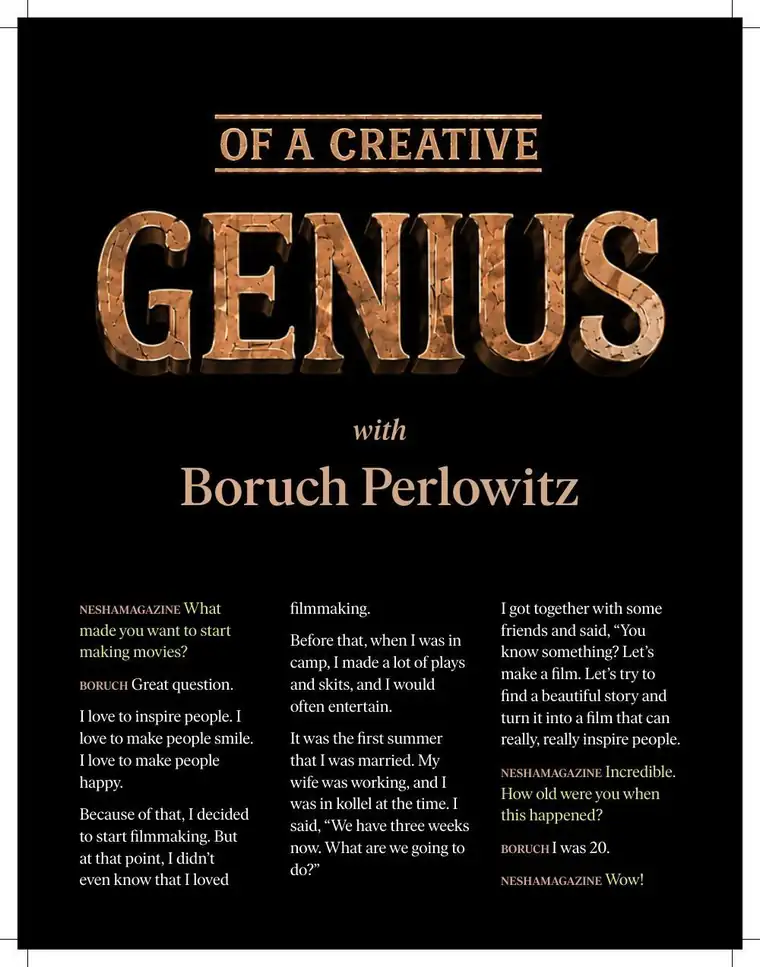 OF A CREATIVE
GENIUS
with
Boruch Perlowitz
NESHAMAGAZINE What
made you want to start
making movies?
BORUCH Great question.
I love to inspire people. I
love to make people smile.
I love to make people
happy.
Because of that, I decided
to start filmmaking. But
at that point, I didn’t
even know that I loved
filmmaking.
Before that, when I was in
camp, I made a lot of plays
and skits, and I would
often entertain.
It was the first summer
that I was married. My
wife was working, and I
was in kollel at the time. I
said, “We have three weeks
now. What are we going to
do?”
I got together with some
friends and said, “You
know something? Let’s
make a film. Let’s try to
find a beautiful story and
turn it into a film that can
really, really inspire people.
NESHAMAGAZINE Incredible.
How old were you when
this happened?
BORUCH I was 20.
NESHAMAGAZINE Wow!